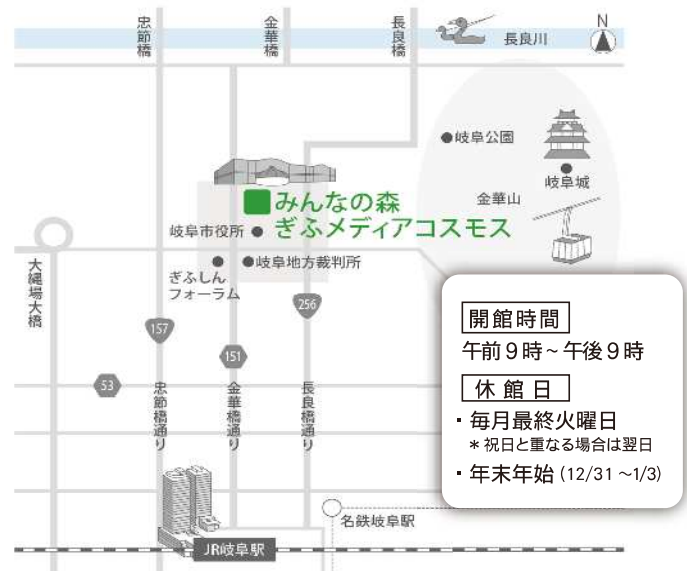 忠節橋
金華橋
長良橋
長良川
N
岐阜公園
岐阜城
金華山
みんなの森
ぎふメディアコスモス
岐阜市役所
岐阜地方裁判所
ぎふしん
フォーラム
大縄場大橋
256
157
151
53
忠節橋通り
金華橋通り
長良橋通り
開館時間
午前9時~午後9時
休館日
・毎月最終火曜日
*祝日と重なる場合は翌日
・年末年始(12/31~1/3)
名鉄岐阜駅
JR岐阜駅